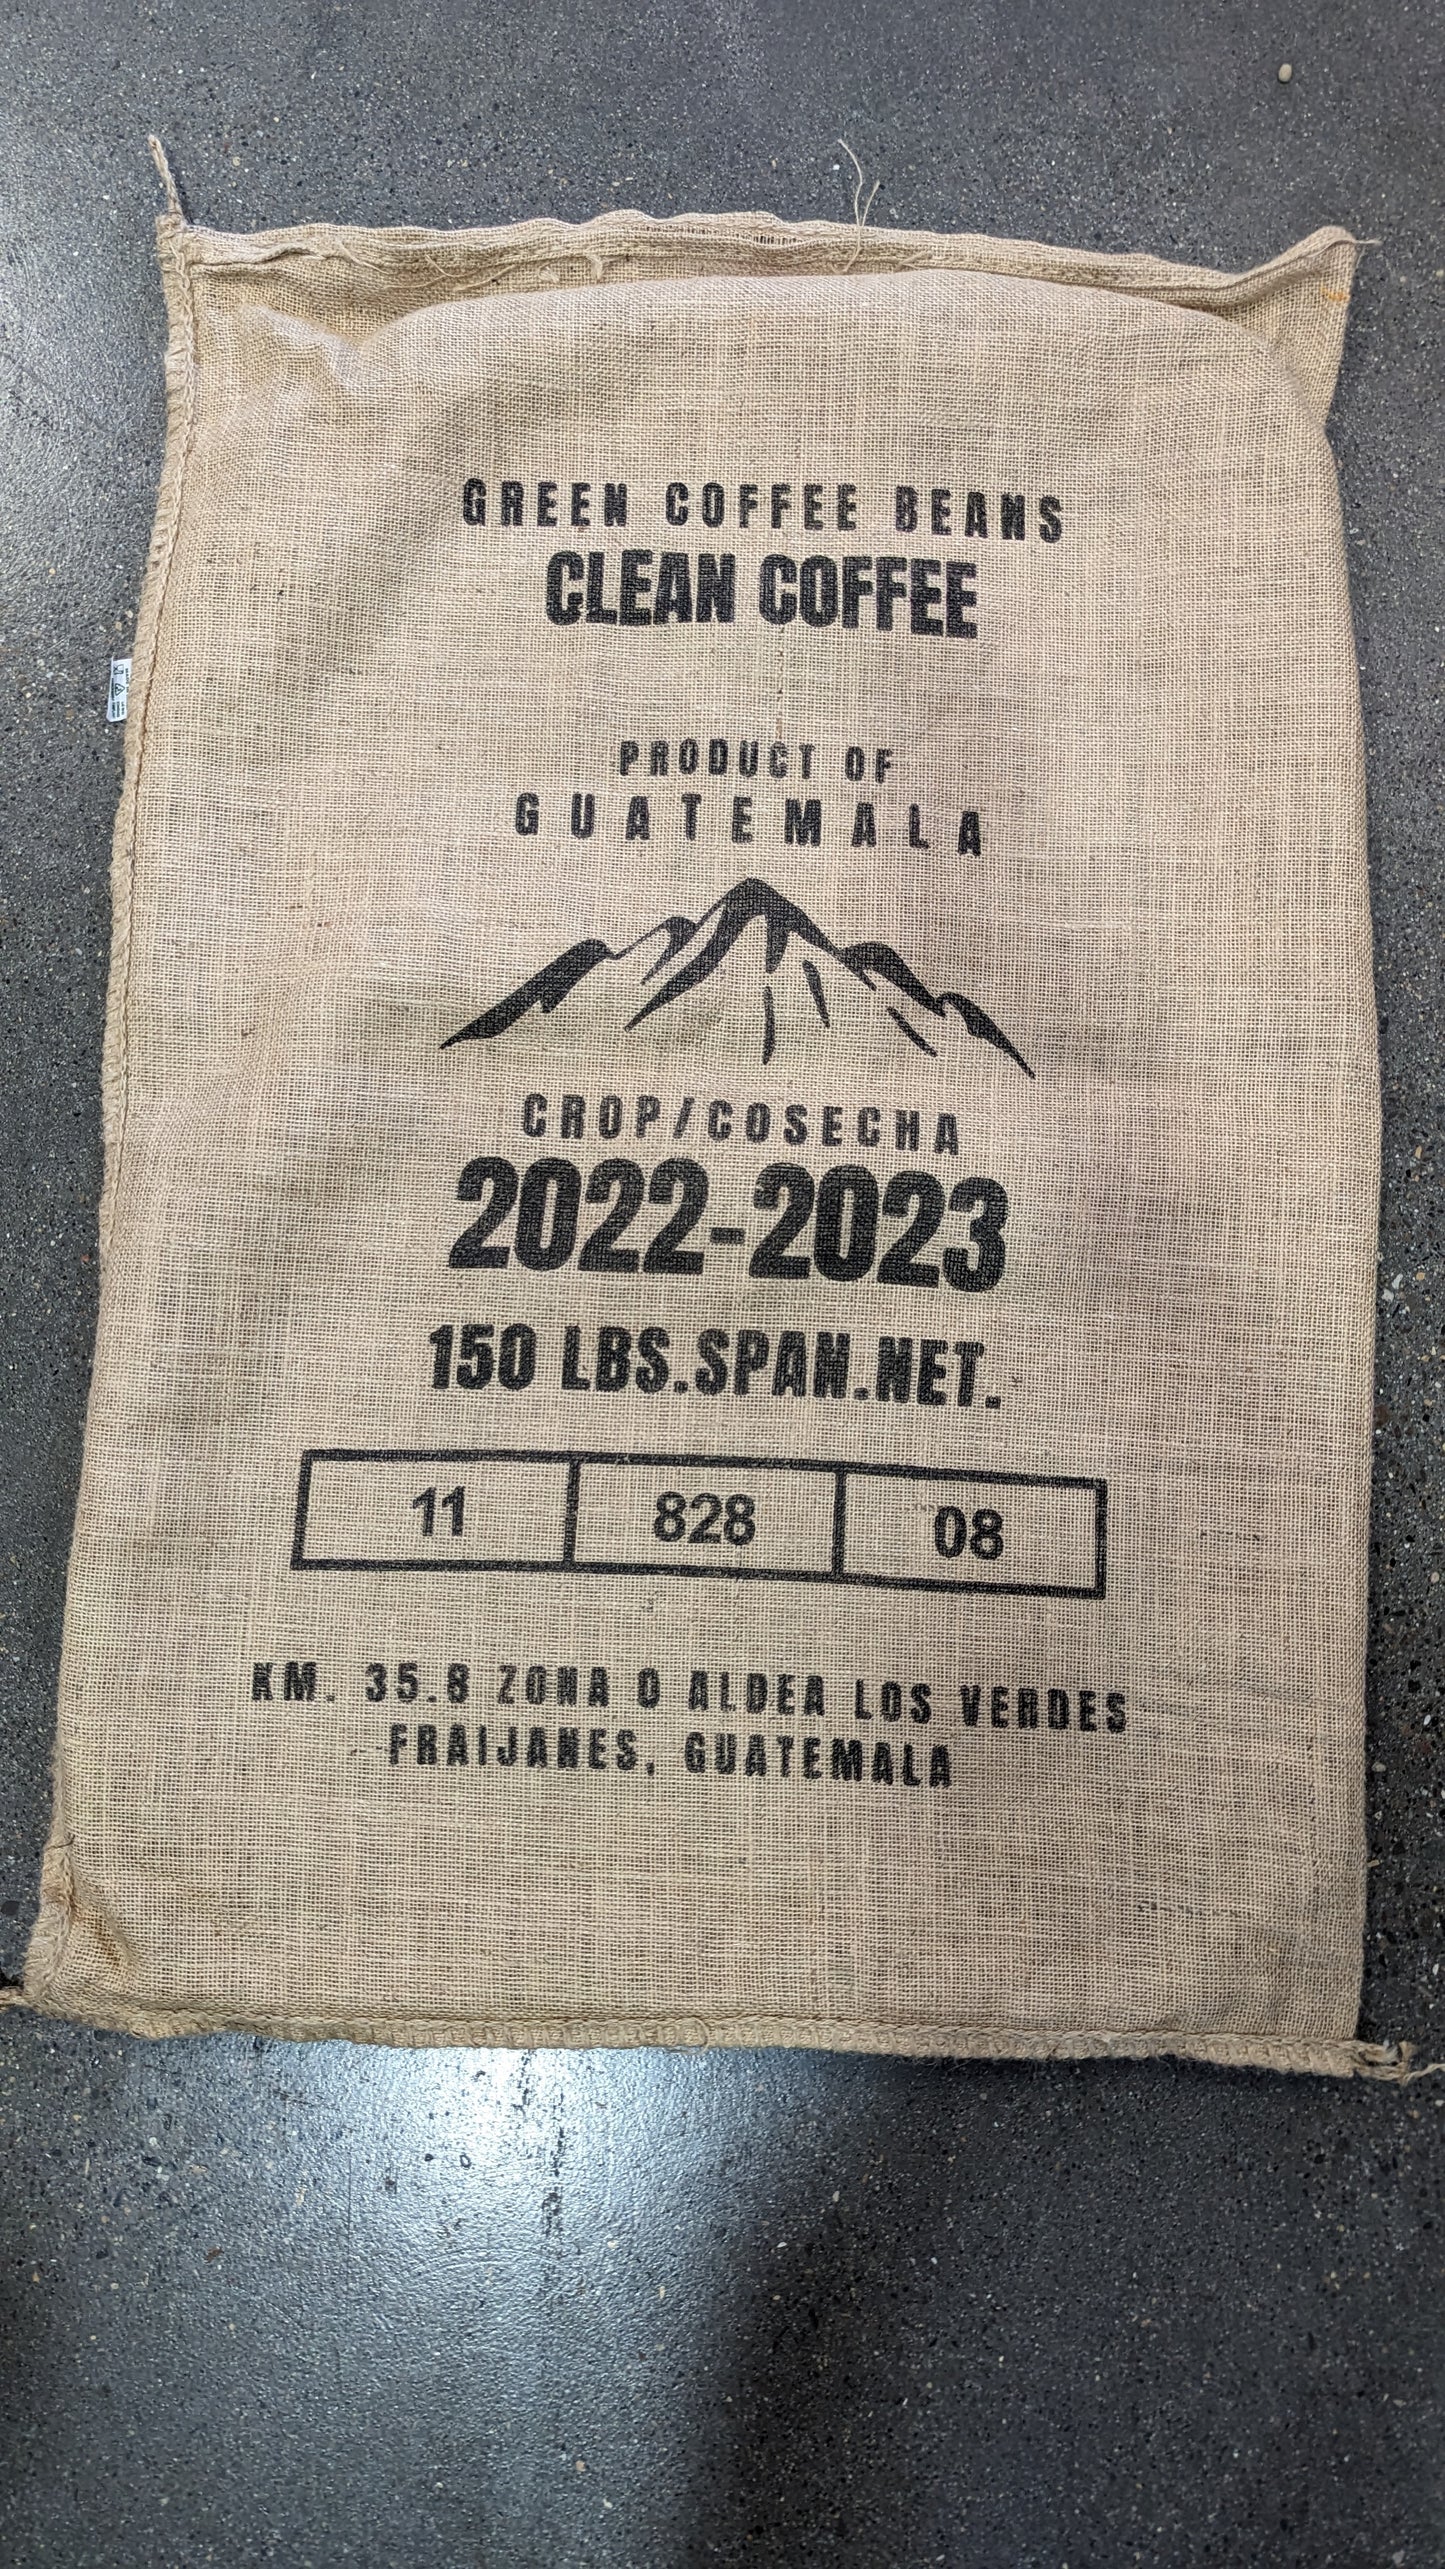 GREEN COFFEE BEANS
CLEAN COFFEE
PRODUCT OF
GUATEMALA
CROP/COSECHA
2022-2023
150 LBS.SPAN.NET.
11 828 08
KM. 35.8 ZONA 0 ALDEA LOS VERDES
FRAIJANES, GUATEMALA